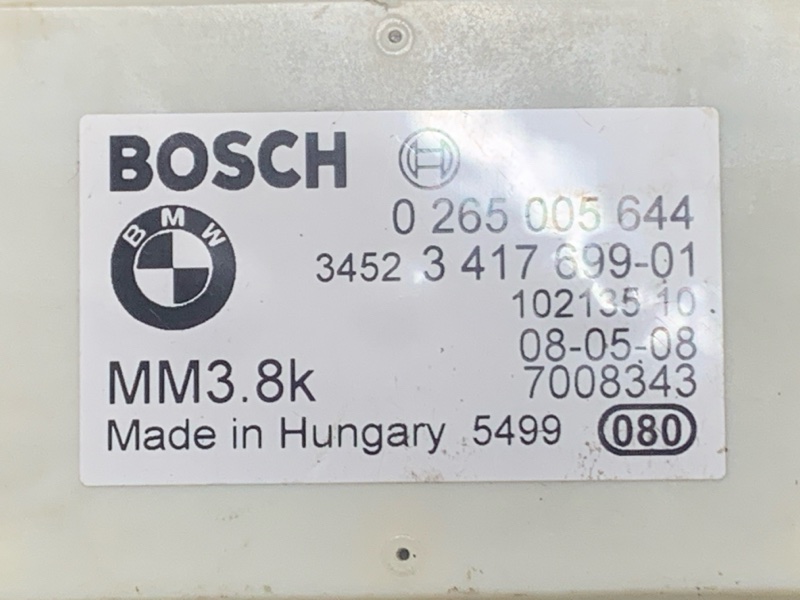 BOSCH
0 265 005 644
BMW
3452 3 417 699-01
102135 10
08-05-08
MM3.8k 7008343
Made in Hungary 5499 080